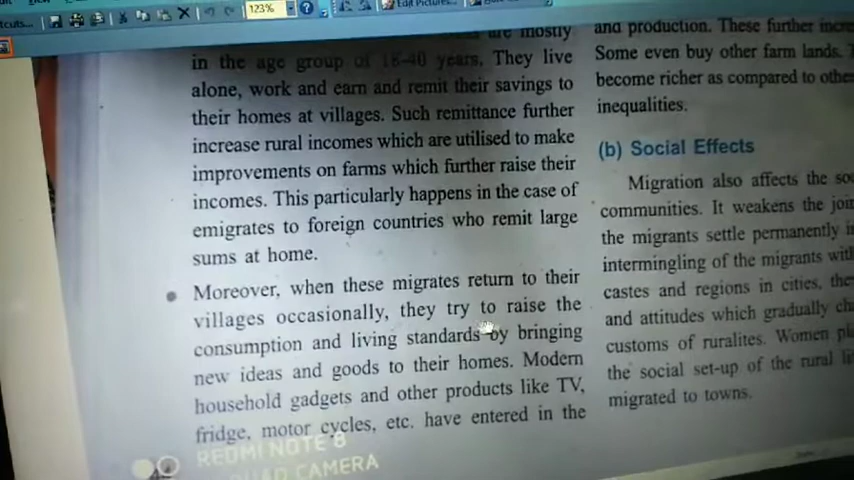 123%
Edit Pictures...
are mostly
in the age group of 18-40 years. They live
alone, work and earn and remit their savings to
their homes at villages. Such remittance further
increase rural incomes which are utilised to make
improvements on farms which further raise their
incomes. This particularly happens in the case of
emigrates to foreign countries who remit large
sums at home.
Moreover, when these migrates return to their
villages occasionally, they try to raise the
consumption and living standards by bringing
new ideas and goods to their homes. Modern
household gadgets and other products like TV,
fridge, motor cycles, etc. have entered in the
and production. These further
Some even buy other farm lands.
become richer as compared to
inequalities.
(b) Social Effects
Migration also affects the
communities. It weakens the
the migrants settle permanently
intermingling of the migrants
castes and regions in cities,
and attitudes which gradually
customs of ruralites. Women
the social set-up of the rural
migrated to towns.
REDMI NOTE 8
QUAD CAMERA